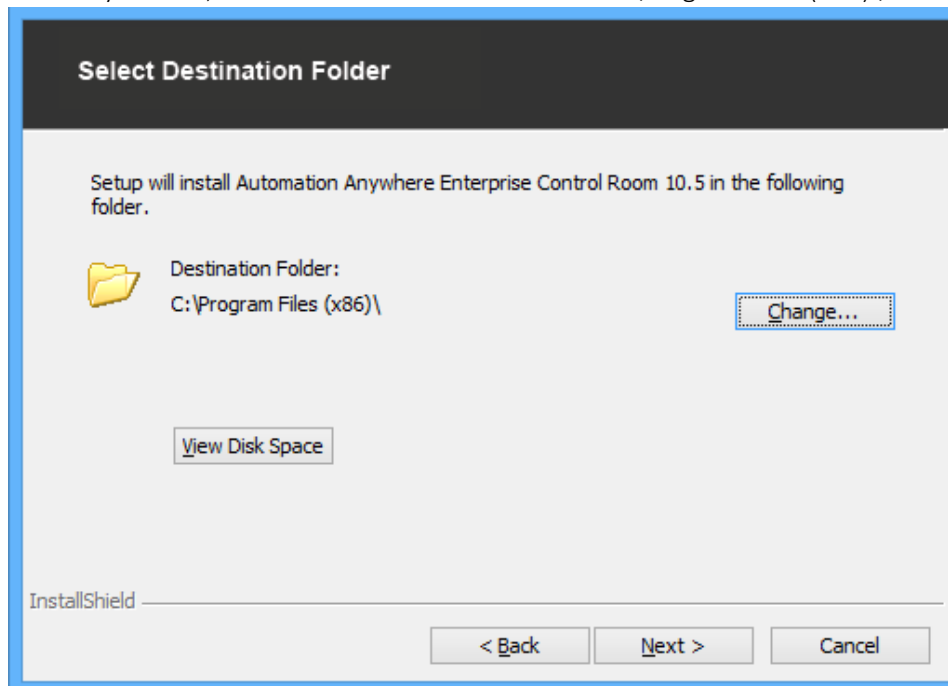 Select Destination Folder
Setup will install Automation Anywhere Enterprise Control Room 10.5 in the following
folder.
Destination Folder:
C:\Program Files (x86)\
Change...
View Disk Space
InstallShield
< Back
Next >
Cancel